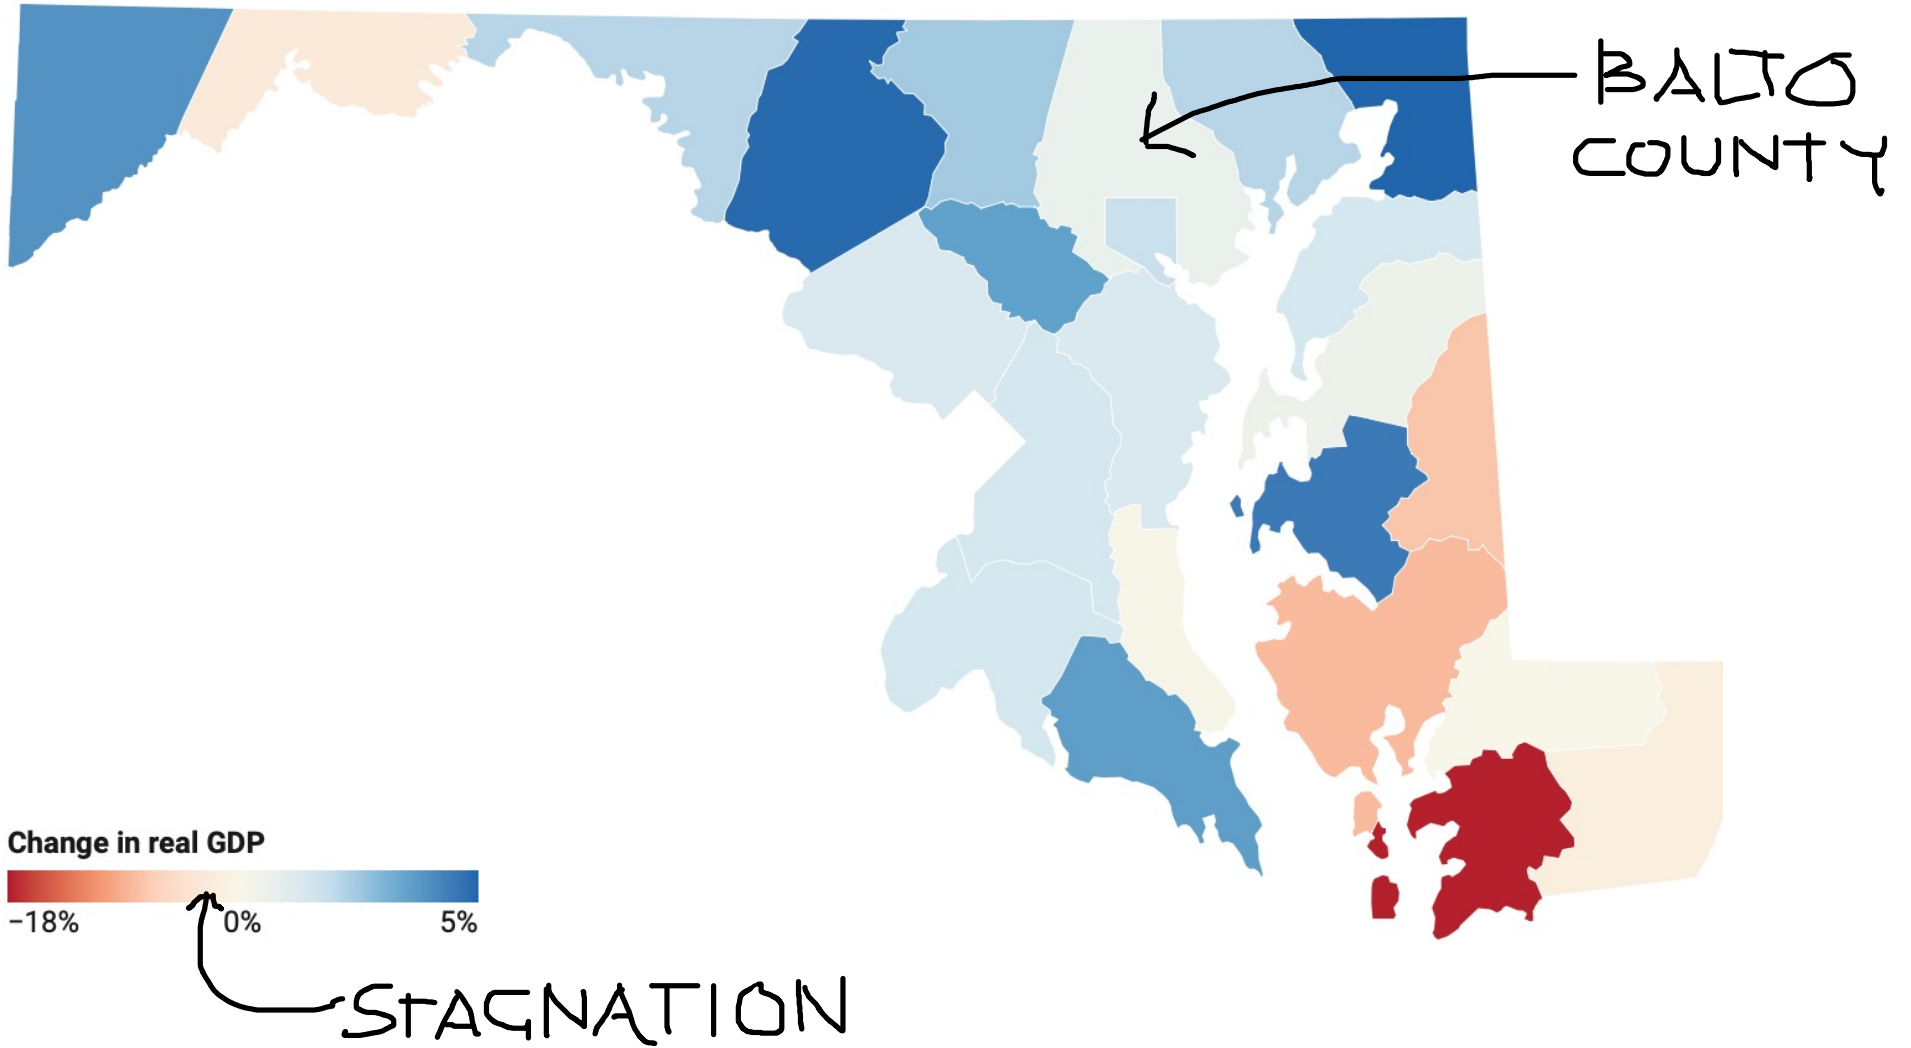 BALTO
COUNTY
Change in real GDP
−18% 0% 5%
StAGNATION